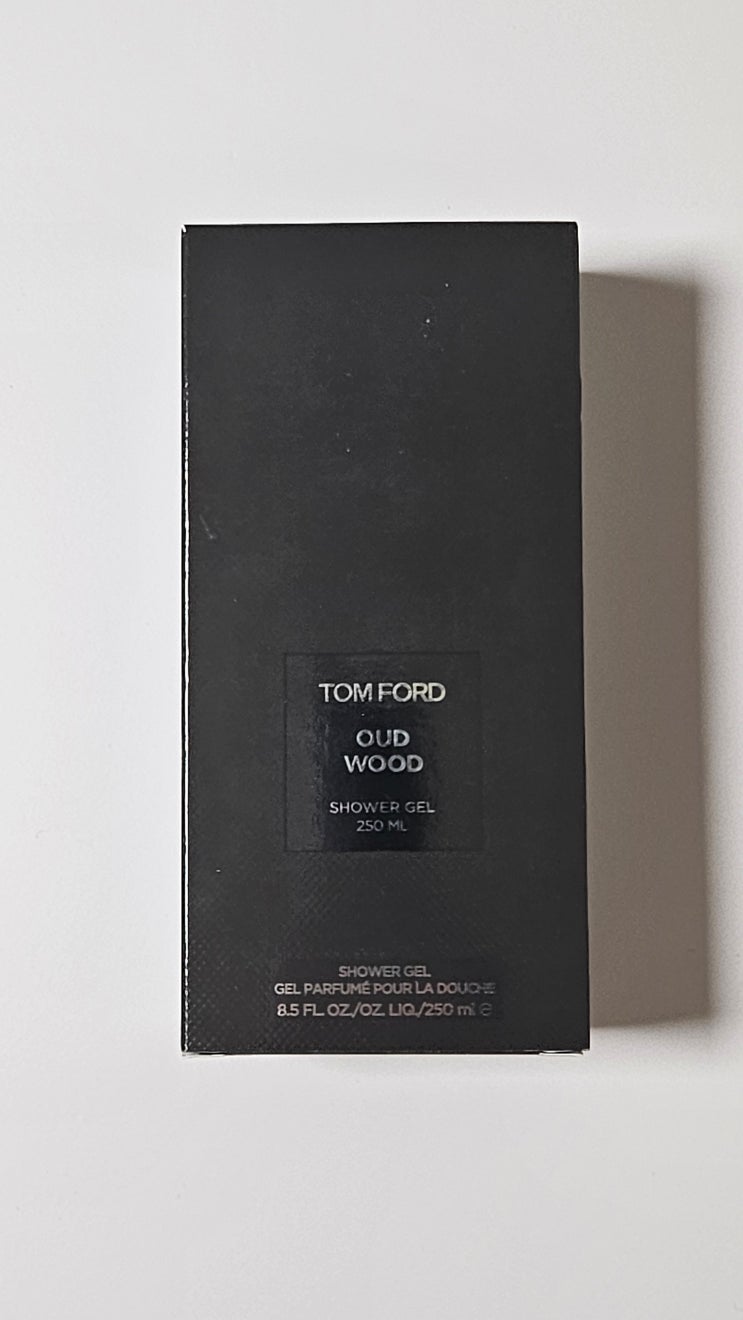 TOM FORD
OUD
WOOD
SHOWER GEL
250 ML
SHOWER GEL
GEL PARFUMÉ POUR LA DOUCHE
8.5 FL. OZ./OZ. LIQ./250 ml ℮